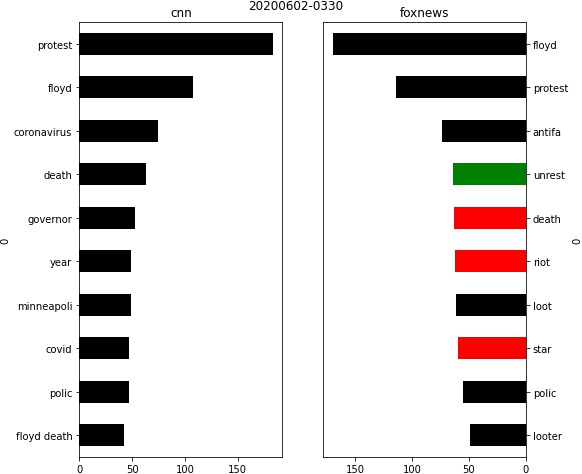 20200602-0330
cnn
foxnews
protest
floyd
coronavirus
death
governor
year
minneapoli
covid
polic
floyd death
0
0 50 100 150
floyd
protest
antifa
unrest
death
riot
loot
star
polic
looter
0
150 100 50 0